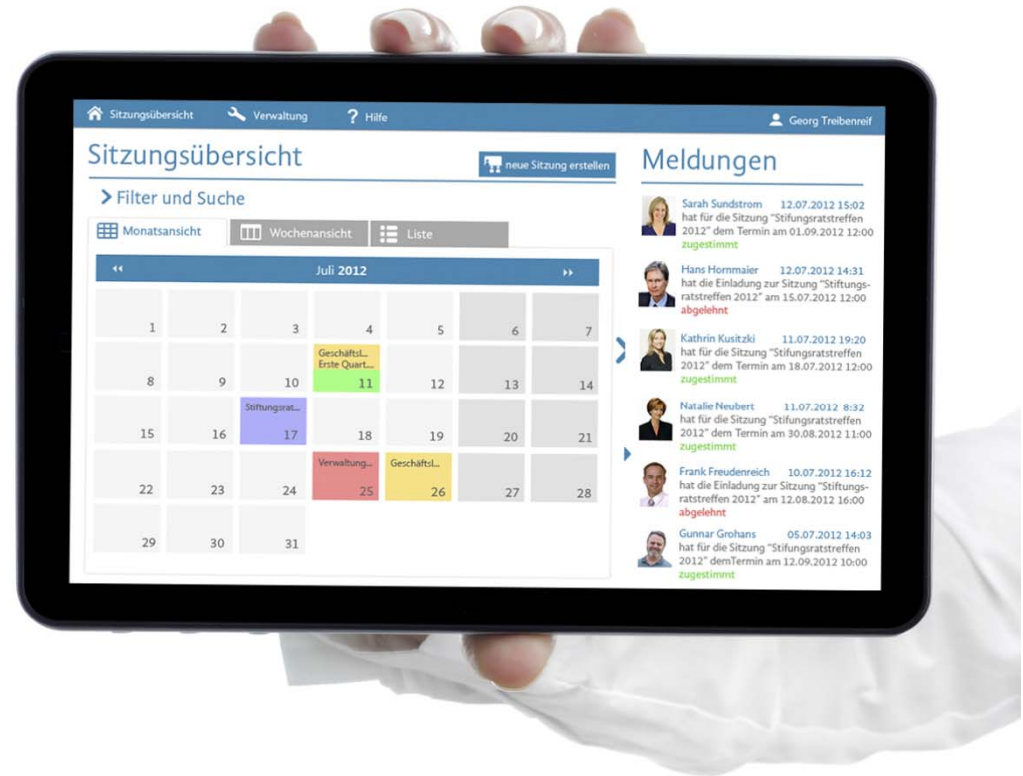 Sitzungsübersicht Verwaltung ? Hilfe Georg Treibenreif
Sitzungsübersicht
neue Sitzung erstellen
Filter und Suche
Monatsansicht Wochenansicht Liste
Juli 2012
1 2 3 4 5 6 7
Geschäftsl...
Erste Quart...
8 9 10 11 12 13 14
Stiftungsrat...
15 16 17 18 19 20 21
Verwaltung... Geschäftsl...
22 23 24 25 26 27 28
29 30 31
Meldungen
Sarah Sundstrom 12.07.2012 15:02
hat für die Sitzung "Stifungsratstreffen
2012" dem Termin am 01.09.2012 12:00
zugestimmt
Hans Hornmaier 12.07.2012 14:31
hat die Einladung zur Sitzung "Stiftungs-
ratstreffen 2012" am 15.07.2012 12:00
abgelehnt
Kathrin Kusitzki 11.07.2012 19:20
hat für die Sitzung "Stifungsratstreffen
2012" dem Termin am 18.07.2012 12:00
zugestimmt
Natalie Neubert 11.07.2012 8:32
hat für die Sitzung "Stifungsratstreffen
2012" dem Termin am 30.08.2012 11:00
zugestimmt
Frank Freudenreich 10.07.2012 16:12
hat die Einladung zur Sitzung "Stiftungs-
ratstreffen 2012" am 12.08.2012 16:00
abgelehnt
Gunnar Grohans 05.07.2012 14:03
hat für die Sitzung "Stifungsratstreffen
2012" demTermin am 12.09.2012 10:00
zugestimmt